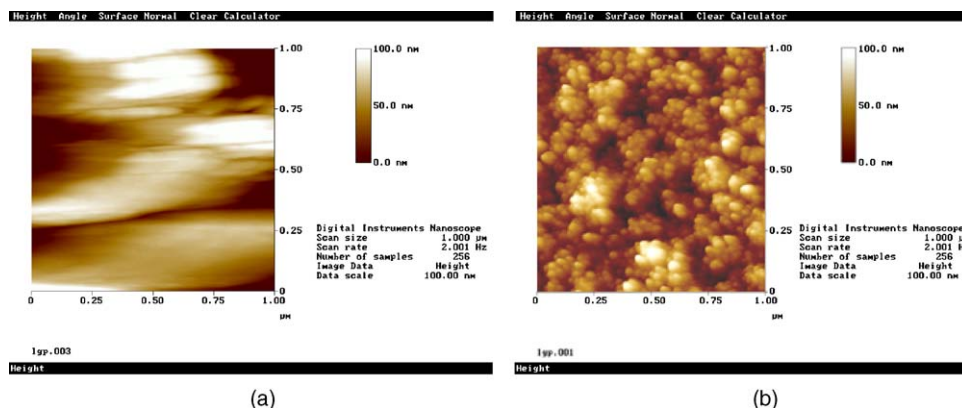 Height Angle Surface Normal Clear Calculator
1.00
0.75
0.50
0.25
0
0 0.25 0.50 0.75 1.00
µm
100.0 nm
50.0 nm
0.0 nm
Digital Instruments Nanoscope
Scan size 1.000 µm
Scan rate 2.001 Hz
Number of samples 256
Image Data Height
Data scale 100.00 nm
lgp.003
Height
(a)
Height Angle Surface Normal Clear Calculator
1.00
0.75
0.50
0.25
0
0 0.25 0.50 0.75 1.00
µm
100.0 nm
50.0 nm
0.0 nm
Digital Instruments Nanoscope
Scan size 1.000 µ
Scan rate 2.001 H
Number of samples 256
Image Data Height
Data scale 100.00 nm
lgp.001
Height
(b)